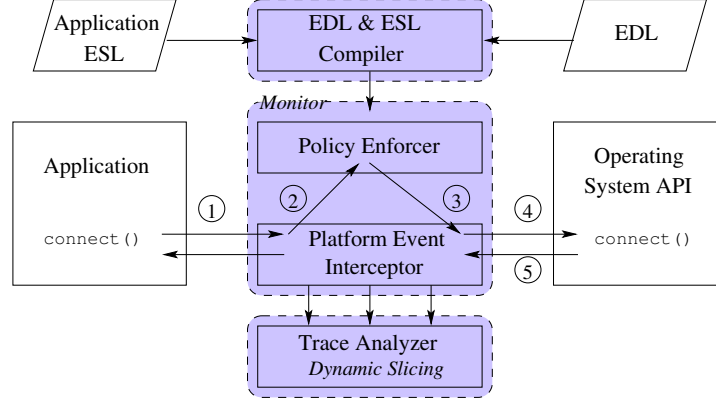 Application
ESL
EDL & ESL
Compiler
EDL
Monitor
Policy Enforcer
Application
Operating
System API
1
2
3
4
connect()
Platform Event
Interceptor
connect()
5
Trace Analyzer
Dynamic Slicing